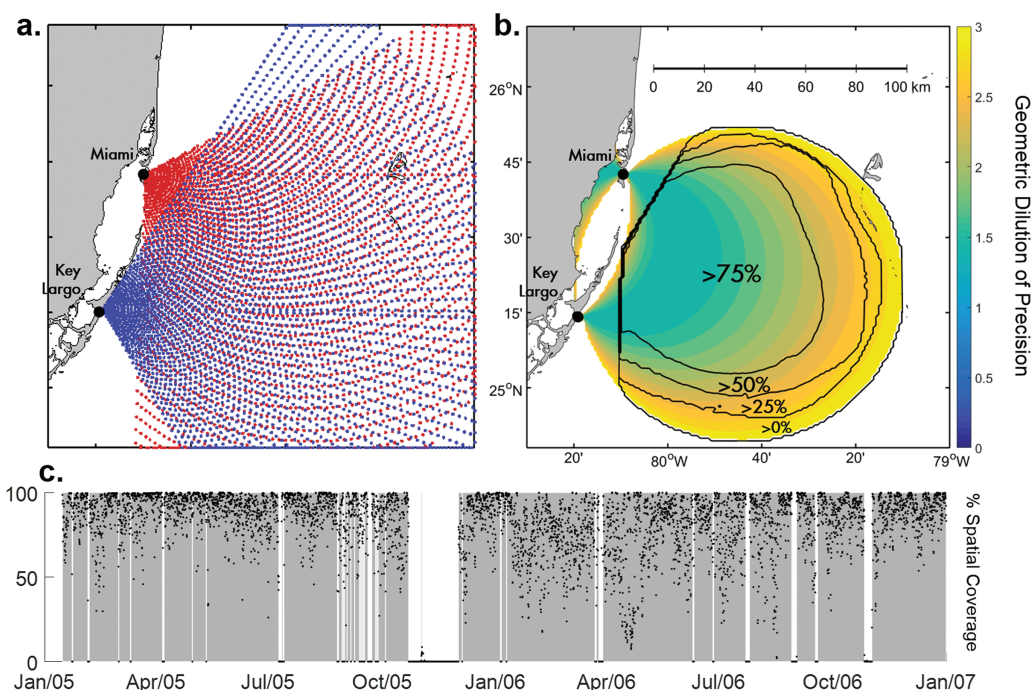 a.
Miami
Key
Largo
b.
0 20 40 60 80 100 km
26°N
45'
30'
15'
25°N
Miami
Key
Largo
>75%
>50%
>25%
>0%
20' 80°W 40' 20' 79°W
3
2.5
2
1.5
1
0.5
0
Geometric Dilution of Precision
c.
100
50
0
% Spatial Coverage
Jan/05 Apr/05 Jul/05 Oct/05 Jan/06 Apr/06 Jul/06 Oct/06 Jan/07